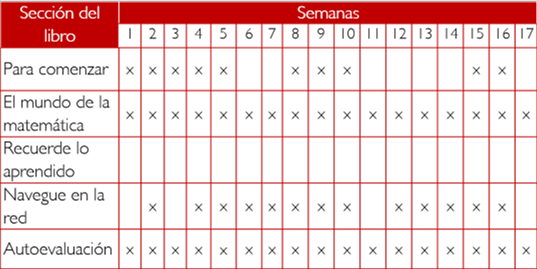 Sección del libro Semanas
1 2 3 4 5 6 7 8 9 10 11 12 13 14 15 16 17
Para comenzar × × × × × × × × × ×
El mundo de la
matemática × × × × × × × × × × × × × × × × ×
Recuerde lo
aprendido
Navegue en la
red × × × × × × × × × × × × ×
Autoevaluación × × × × × × × × × × × × × × × × ×